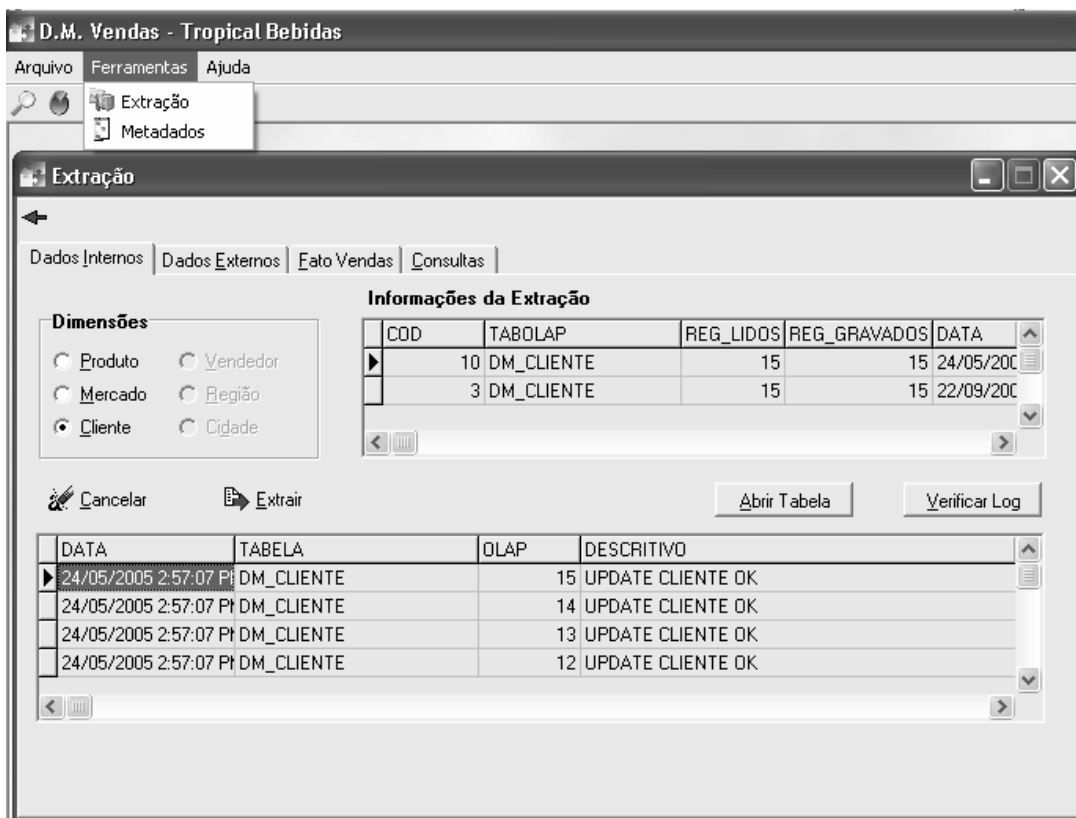 D.M. Vendas - Tropical Bebidas
Arquivo Ferramentas Ajuda
Extração
Metadados
Extração
Dados Internos Dados Externos Fato Vendas Consultas
Informações da Extração
Dimensões
Produto Vendedor
Mercado Região
Cliente Cidade
COD TABOLAP REG_LIDOS REG_GRAVADOS DATA
10 DM_CLIENTE 15 15 24/05/200
3 DM_CLIENTE 15 15 22/09/200
Cancelar Extrair Abrir Tabela Verificar Log
DATA TABELA OLAP DESCRITIVO
24/05/2005 2:57:07 P DM_CLIENTE 15 UPDATE CLIENTE OK
24/05/2005 2:57:07 PM DM_CLIENTE 14 UPDATE CLIENTE OK
24/05/2005 2:57:07 PM DM_CLIENTE 13 UPDATE CLIENTE OK
24/05/2005 2:57:07 PM DM_CLIENTE 12 UPDATE CLIENTE OK